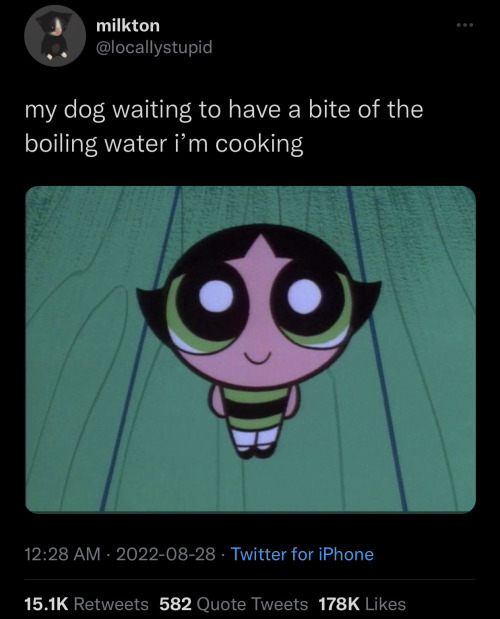 milkton
@locallystupid
my dog waiting to have a bite of the
boiling water i’m cooking
12:28 AM · 2022-08-28 · Twitter for iPhone
15.1K Retweets 582 Quote Tweets 178K Likes